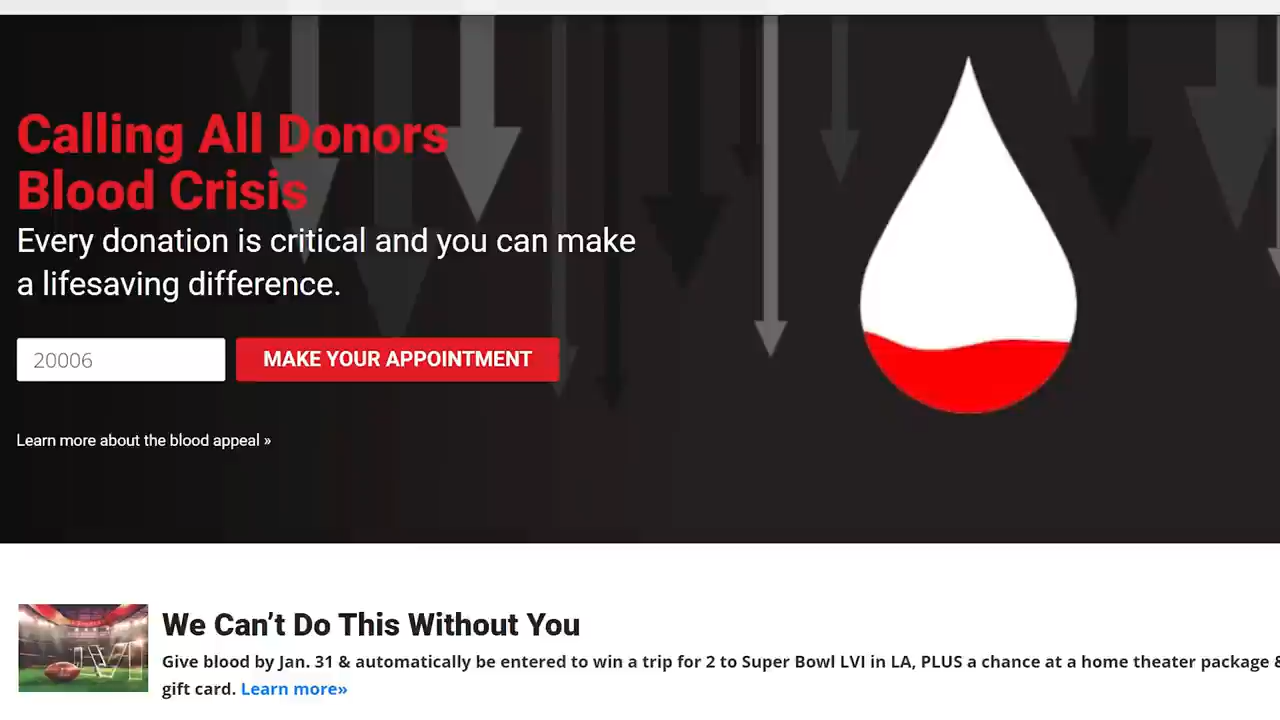 Calling All Donors
Blood Crisis
Every donation is critical and you can make
a lifesaving difference.
20006
MAKE YOUR APPOINTMENT
Learn more about the blood appeal »
We Can’t Do This Without You
Give blood by Jan. 31 & automatically be entered to win a trip for 2 to Super Bowl LVI in LA, PLUS a chance at a home theater package &
gift card. Learn more»
LVI